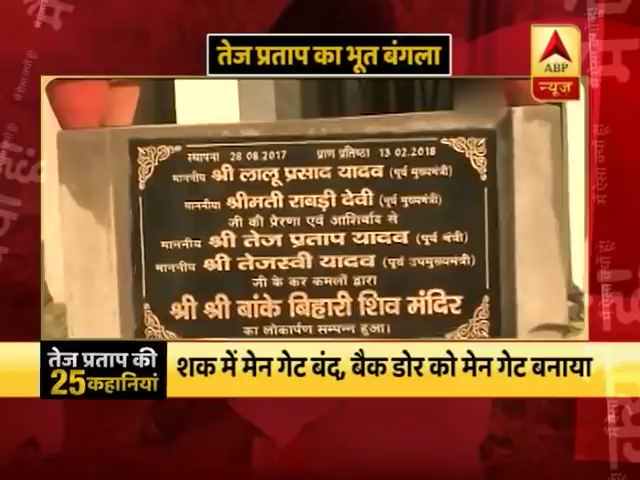 तेज प्रताप का भूत बंगला
ABP
न्यूज़
स्थापना 28.08.2017 प्राण प्रतिष्ठा 13.02.2018
माननीय श्री लालू प्रसाद यादव (पूर्व मुख्यमंत्री)
माननीया श्रीमती राबड़ी देवी (पूर्व मुख्यमंत्री)
जी की प्रेरणा एवं आशिर्वाद से
माननीय श्री तेज प्रताप यादव (पूर्व मंत्री)
माननीय श्री तेजस्वी यादव (पूर्व उपमुख्यमंत्री)
जी के कर कमलों द्वारा
श्री श्री बांके बिहारी शिव मंदिर
का लोकार्पण सम्पन्न हुआ।
तेज प्रताप की
25 कहानियां
शक में मेन गेट बंद, बैक डोर को मेन गेट बनाया